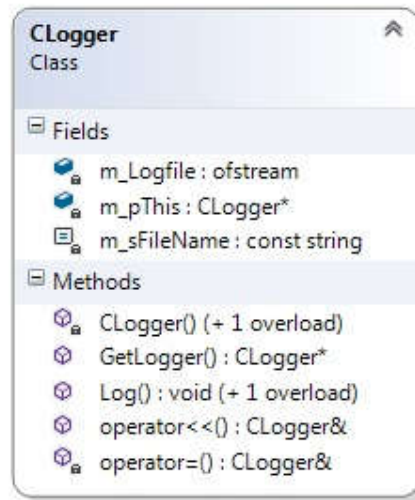 CLogger
Class
Fields
m_Logfile : ofstream
m_pThis : CLogger*
m_sFileName : const string
Methods
CLogger() (+ 1 overload)
GetLogger() : CLogger*
Log() : void (+ 1 overload)
operator<<() : CLogger&
operator=() : CLogger&